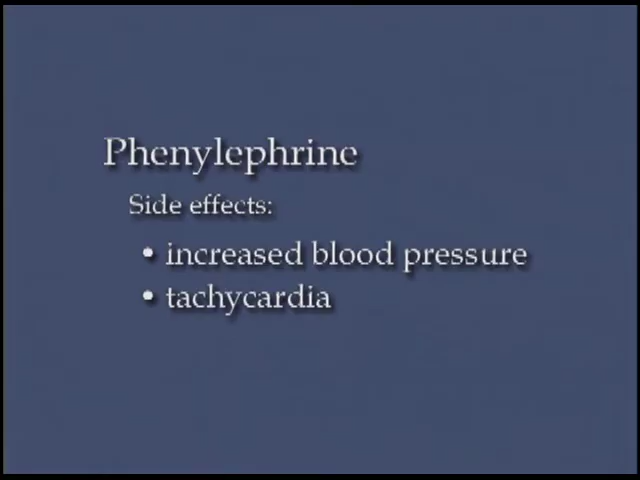 Phenylephrine
Side effects:
• increased blood pressure
• tachycardia